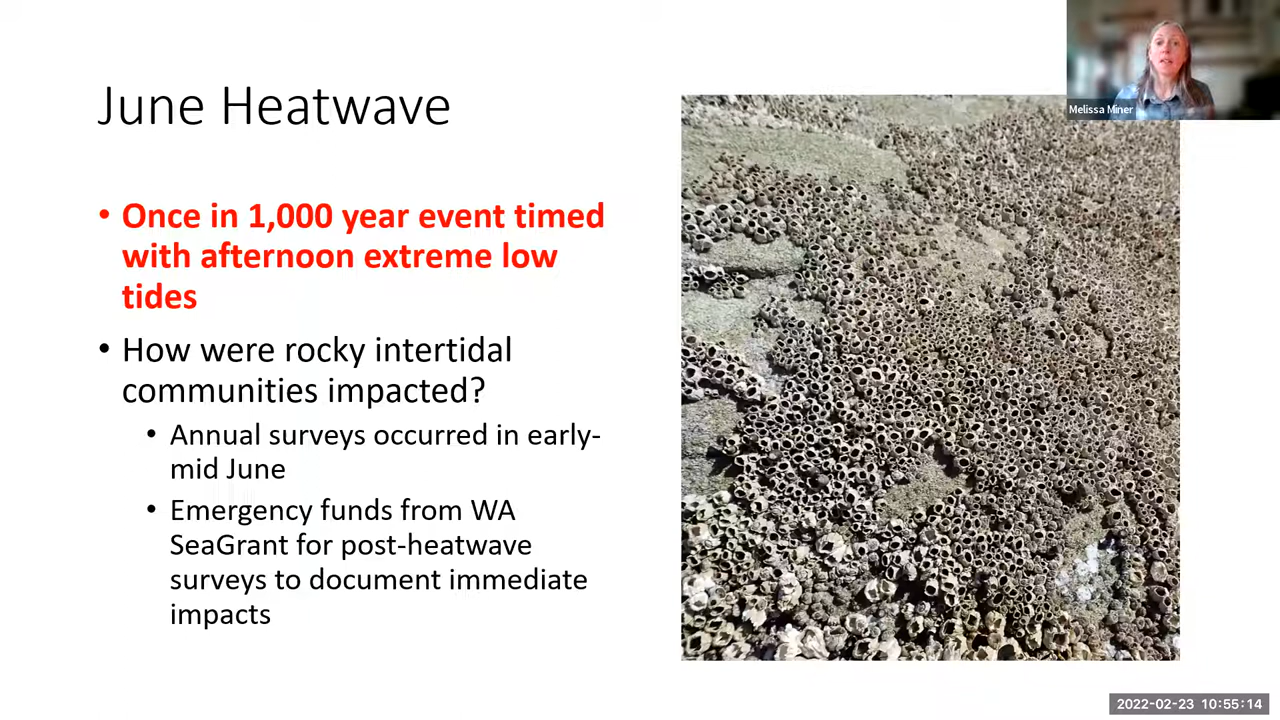 Melissa Miner
June Heatwave
• Once in 1,000 year event timed
with afternoon extreme low
tides
• How were rocky intertidal
communities impacted?
• Annual surveys occurred in early-
mid June
• Emergency funds from WA
SeaGrant for post-heatwave
surveys to document immediate
impacts
2022-02-23 10:55:14